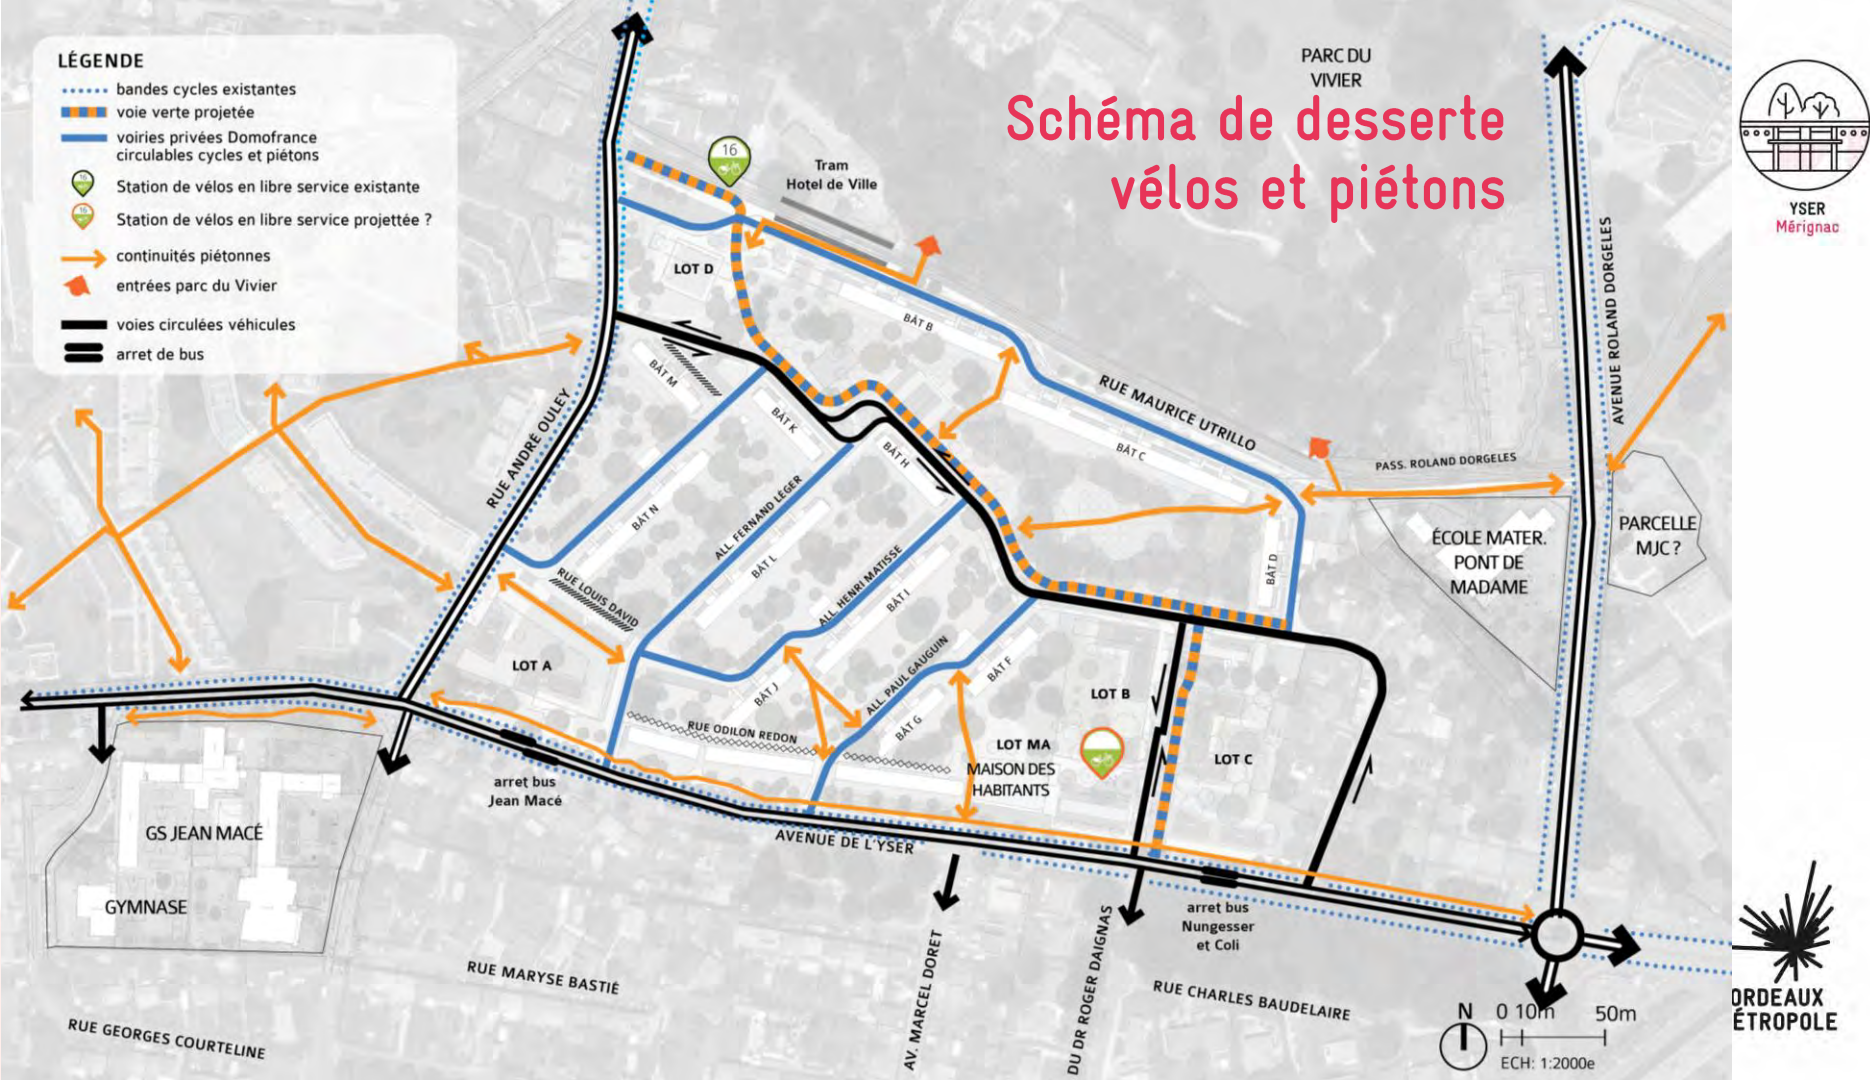 LÉGENDE
bandes cycles existantes
voie verte projetée
voiries privées Domofrance
circulables cycles et piétons
16
Station de vélos en libre service existante
16
Station de vélos en libre service projettée ?
continuités piétonnes
entrées parc du Vivier
voies circulées véhicules
arret de bus
PARC DU
VIVIER
Schéma de desserte
vélos et piétons
YSER
Mérignac
16
Tram
Hotel de Ville
LOT D
BÂT B
BÂT M
BÂT K
BÂT H
BÂT C
RUE MAURICE UTRILLO
RUE ANDRÉ OULEY
AVENUE ROLAND DORGELES
PASS. ROLAND DORGELES
BÂT N
ALL. FERNAND LÉGER
BÂT L
ALL. HENRI MATISSE
BÂT I
BÂT D
ÉCOLE MATER.
PONT DE
MADAME
PARCELLE
MJC ?
RUE LOUIS DAVID
LOT A
BÂT J
ALL. PAUL GAUGUIN
BÂT F
BÂT G
RUE ODILON REDON
LOT B
LOT MA
MAISON DES
HABITANTS
LOT C
arret bus
Jean Macé
GS JEAN MACÉ
GYMNASE
AVENUE DE L'YSER
arret bus
Nungesser
et Coli
RUE MARYSE BASTIÉ
RUE GEORGES COURTELINE
AV. MARCEL DORET
DU DR ROGER DAIGNAS
RUE CHARLES BAUDELAIRE
N
0 10m 50m
ECH: 1:2000e
ORDEAUX
ÉTROPOLE